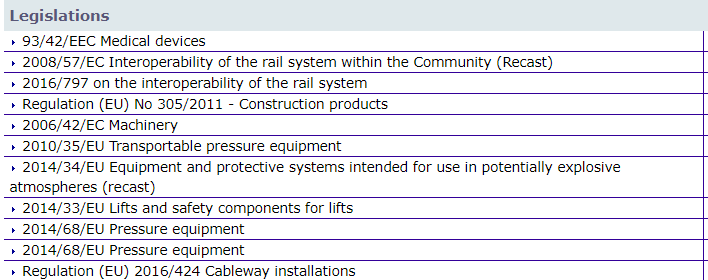 Legislations
93/42/EEC Medical devices
2008/57/EC Interoperability of the rail system within the Community (Recast)
2016/797 on the interoperability of the rail system
Regulation (EU) No 305/2011 - Construction products
2006/42/EC Machinery
2010/35/EU Transportable pressure equipment
2014/34/EU Equipment and protective systems intended for use in potentially explosive
atmospheres (recast)
2014/33/EU Lifts and safety components for lifts
2014/68/EU Pressure equipment
2014/68/EU Pressure equipment
Regulation (EU) 2016/424 Cableway installations